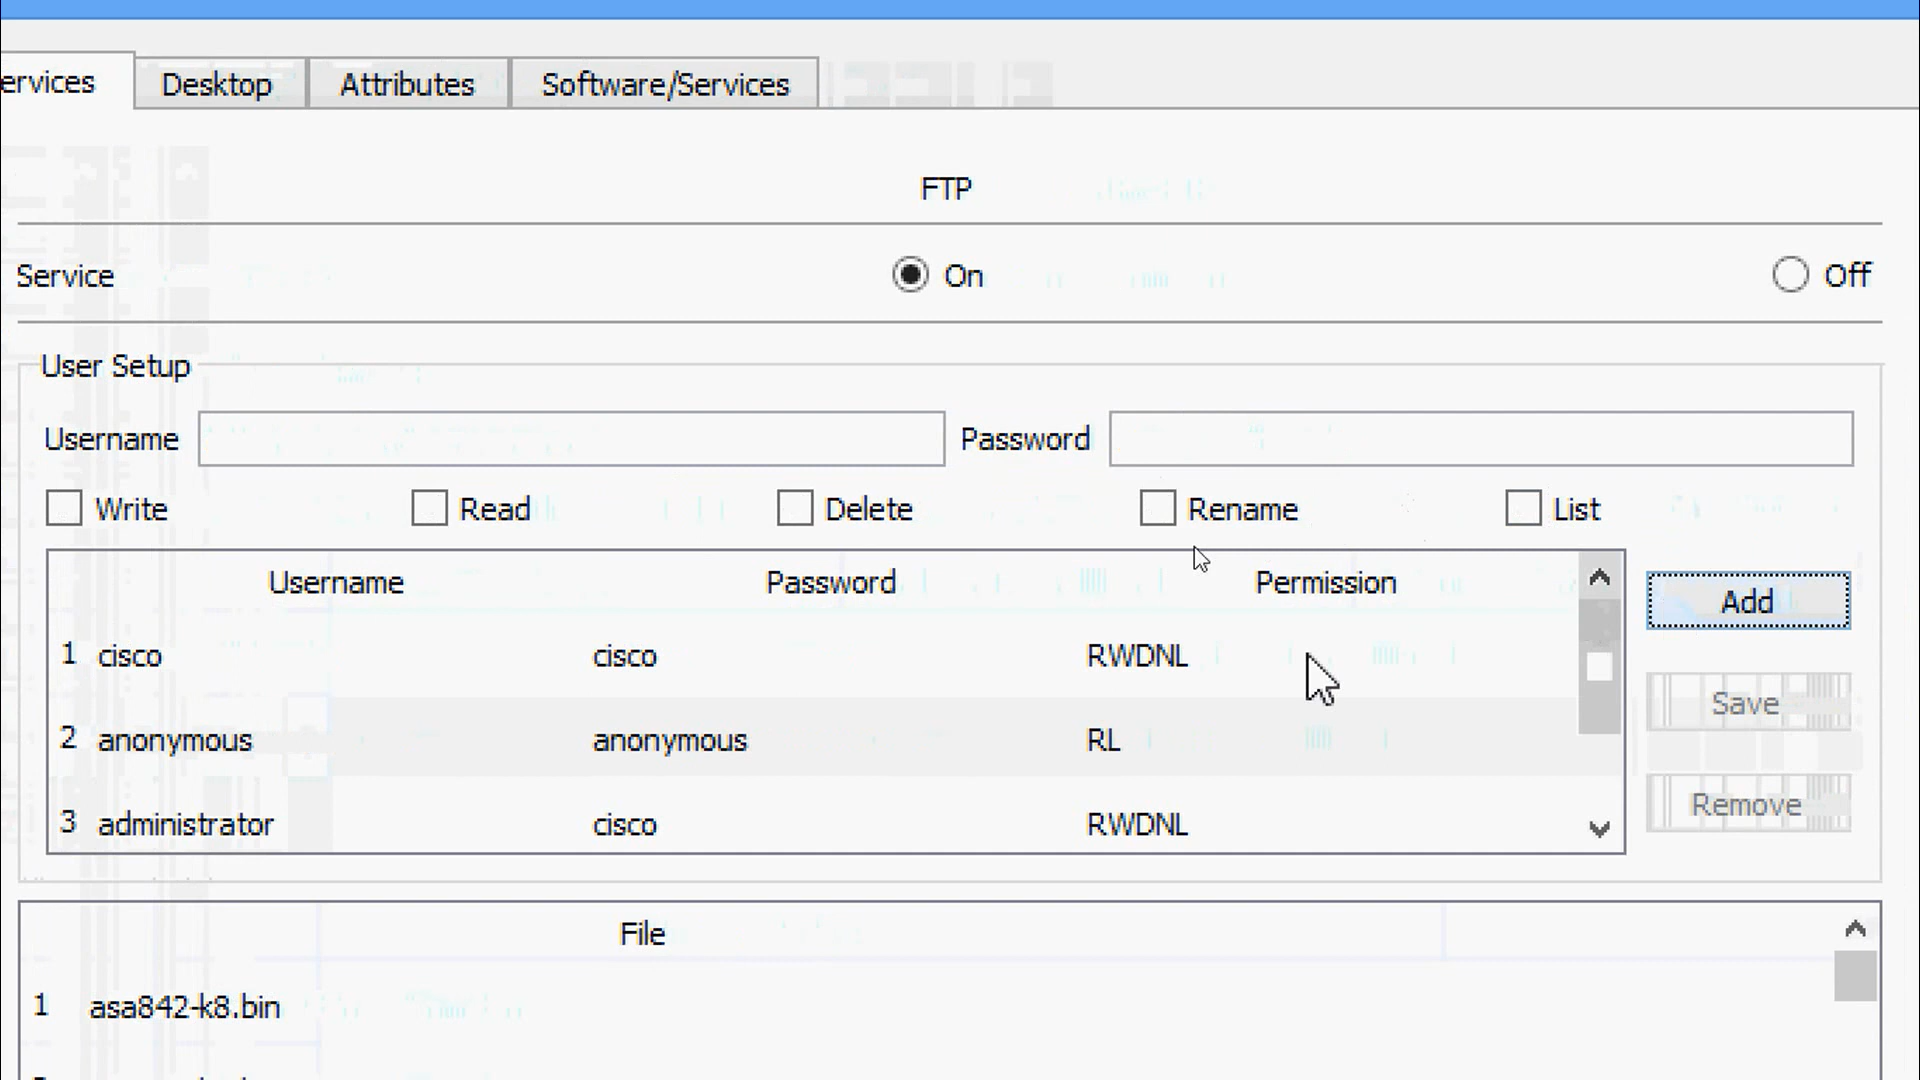 ervices Desktop Attributes Software/Services
FTP
Service On Off
User Setup
Username Password
Write Read Delete Rename List
Username Password Permission
Add
1 cisco cisco RWDNL
Save
2 anonymous anonymous RL
Remove
3 administrator cisco RWDNL
File
1 asa842-k8.bin